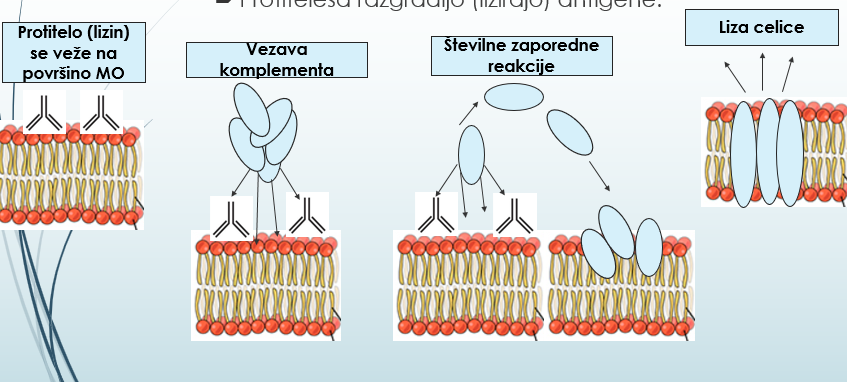 Protitelesa razgradijo (lizirajo) antigene.
Protitelo (lizin)
se veže na
površino MO
Vezava
komplementa
Številne zaporedne
reakcije
Liza celice